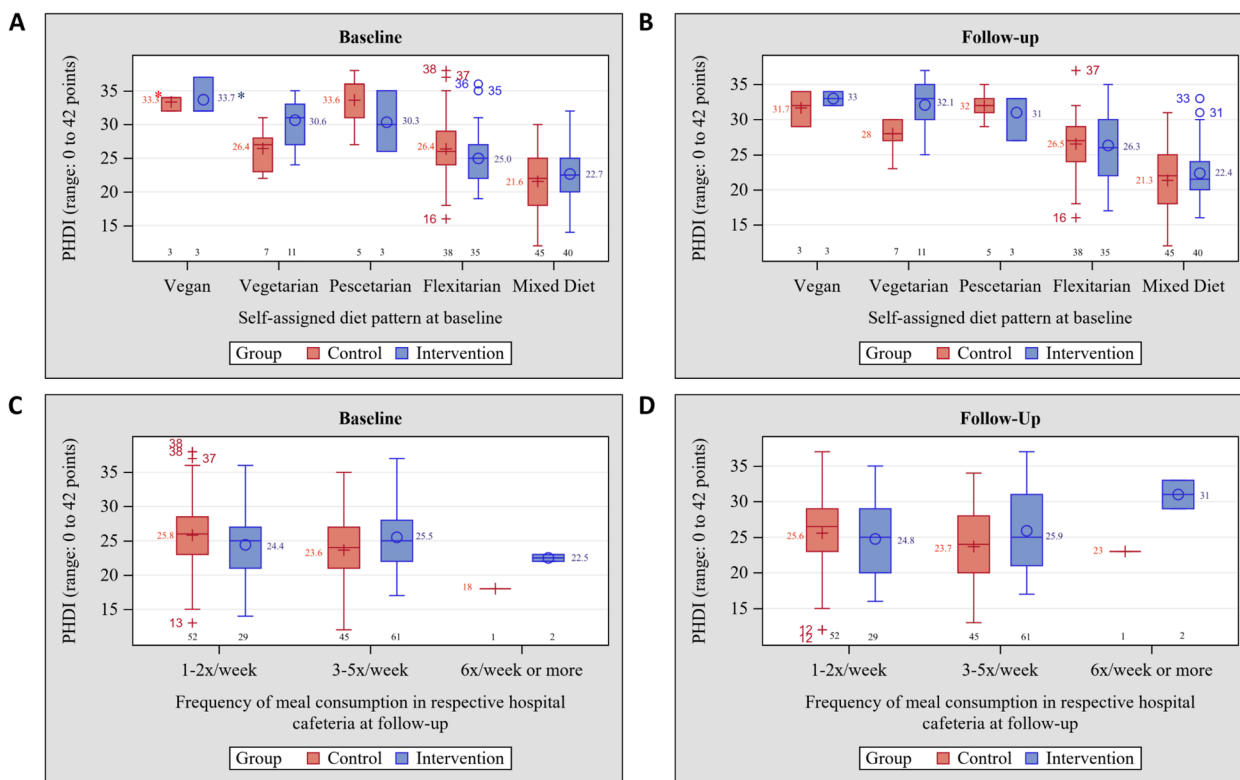 A
Baseline
PHDI (range: 0 to 42 points)
35
30
25
20
15
*
33.3
33.7
*
26.4
30.6
33.6
30.3
38
37
26.4
16
36
35
25.0
21.6
22.7
3
3
7
11
5
3
38
35
45
40
Vegan
Vegetarian
Pescetarian
Flexitarian
Mixed Diet
Self-assigned diet pattern at baseline
Group
Control
Intervention
B
Follow-up
PHDI (range: 0 to 42 points)
35
30
25
20
15
31.7
33
28
32.1
32
31
37
26.5
16
26.3
21.3
33
31
22.4
3
3
7
11
5
3
38
35
45
40
Vegan
Vegetarian
Pescetarian
Flexitarian
Mixed Diet
Self-assigned diet pattern at baseline
Group
Control
Intervention
C
Baseline
PHDI (range: 0 to 42 points)
35
30
25
20
15
38
38
37
25.8
13
24.4
23.6
25.5
18
22.5
52
29
45
61
1
2
1-2x/week
3-5x/week
6x/week or more
Frequency of meal consumption in respective hospital
cafeteria at follow-up
Group
Control
Intervention
D
Follow-Up
PHDI (range: 0 to 42 points)
35
30
25
20
15
25.6
12
12
24.8
23.7
25.9
23
31
52
29
45
61
1
2
1-2x/week
3-5x/week
6x/week or more
Frequency of meal consumption in respective hospital
cafeteria at follow-up
Group
Control
Intervention